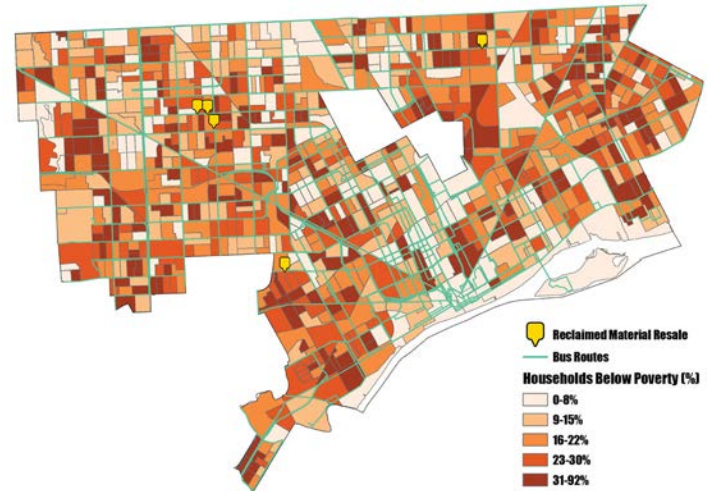 Reclaimed Material Resale
Bus Routes
Households Below Poverty (%)
0-8%
9-15%
16-22%
23-30%
31-92%